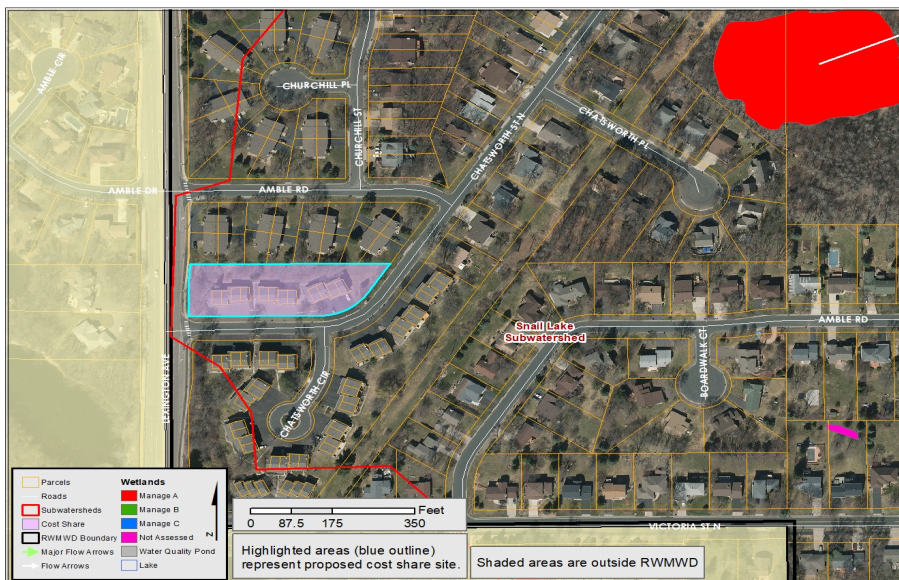 AMBLE CIR
CHURCHILL PL
CHURCHILL ST
CHATSWORTH ST N
CHATSWORTH PL
AMBLE DR
AMBLE RD
Snail Lake
Subwatershed
AMBLE RD
BOARDWALK CT
LEXINGTON AVE
CHATSWORTH CIR
VICTORIA ST N
Parcels
Roads
Subwatersheds
Cost Share
RWMWD Boundary
Major Flow Arrows
Flow Arrows
Wetlands
Manage A
Manage B
Manage C
Not Assessed
Water Quality Pond
Lake
N
Feet
0 87.5 175 350
Highlighted areas (blue outline)
represent proposed cost share site.
Shaded areas are outside RWMWD